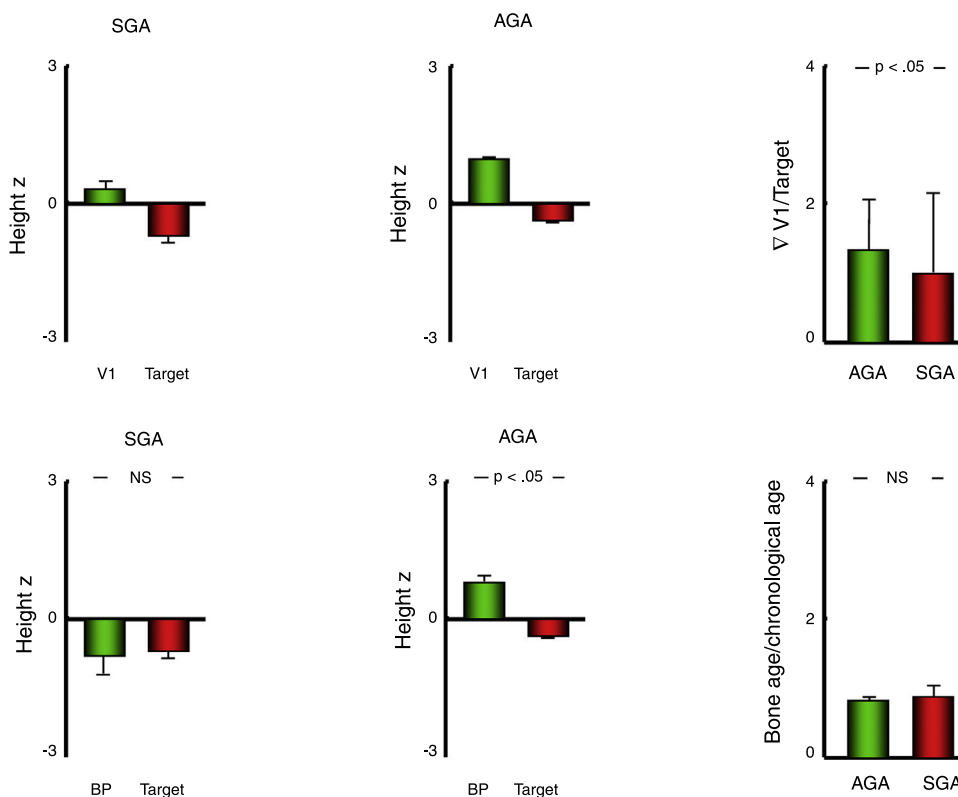 SGA
3
0
-3
Height z
V1 Target
AGA
3
0
-3
Height z
V1 Target
4
2
0
∇ V1/Target
p < .05
AGA SGA
SGA
NS
3
0
-3
Height z
BP Target
AGA
p < .05
3
0
-3
Height z
BP Target
4
2
0
Bone age/chronological age
NS
AGA SGA